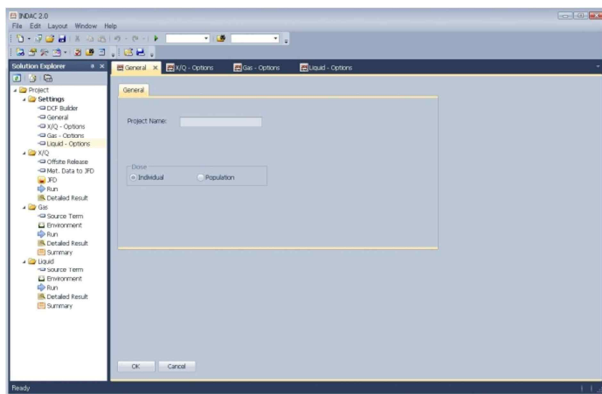 INDAC 2.0
File Edit Layout Window Help
Solution Explorer
General
X/Q - Options
Gas - Options
Liquid - Options
Project
Settings
DCF Builder
General
X/Q - Options
Gas - Options
Liquid - Options
X/Q
Offsite Release
Met. Data to JFD
JFD
Run
Detailed Result
Gas
Source Term
Environment
Run
Detailed Result
Summary
Liquid
Source Term
Environment
Run
Detailed Result
Summary
General
Project Name:
Dose
Individual Population
OK Cancel
Ready